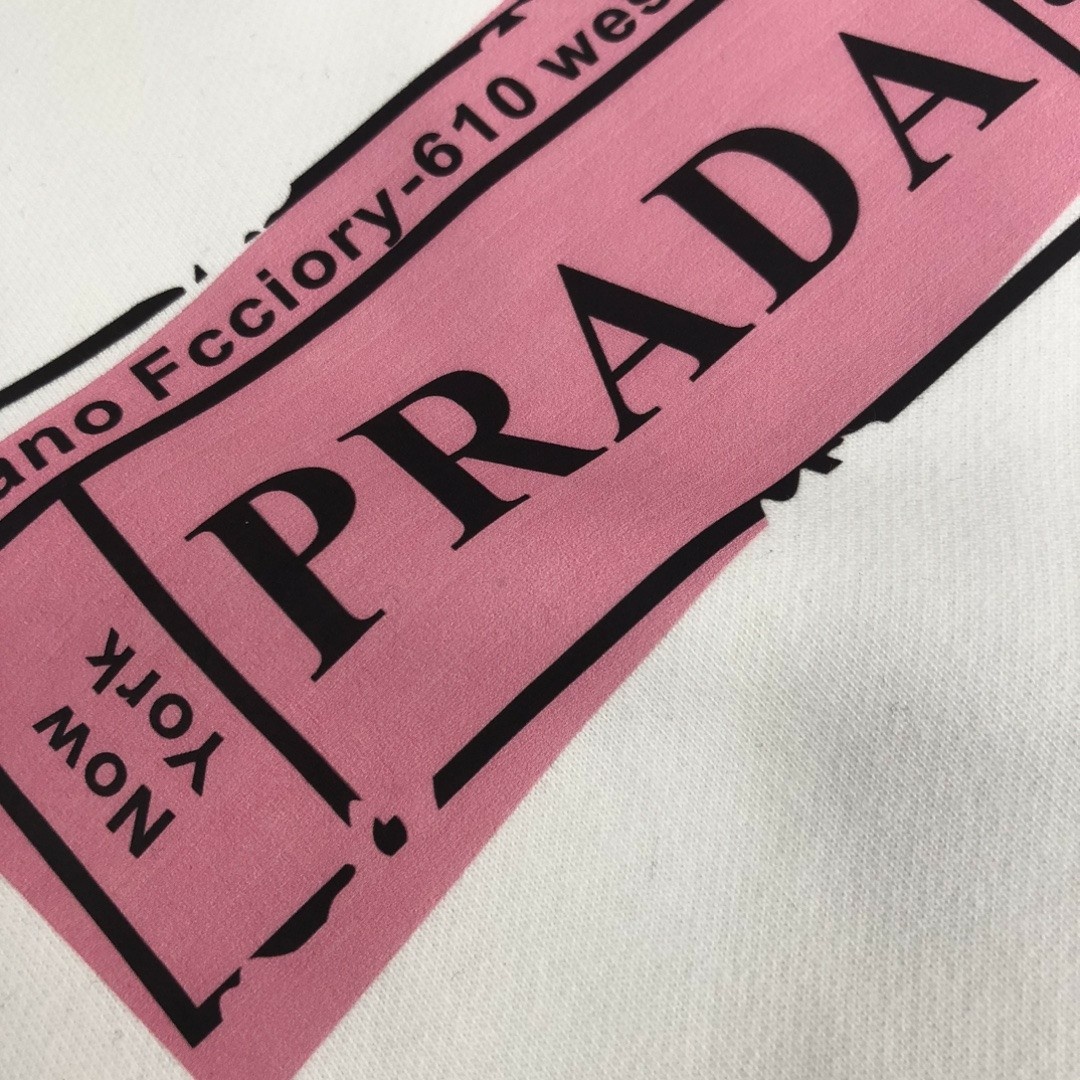 ano Fcciory-610 wes
PRADA
Now
York